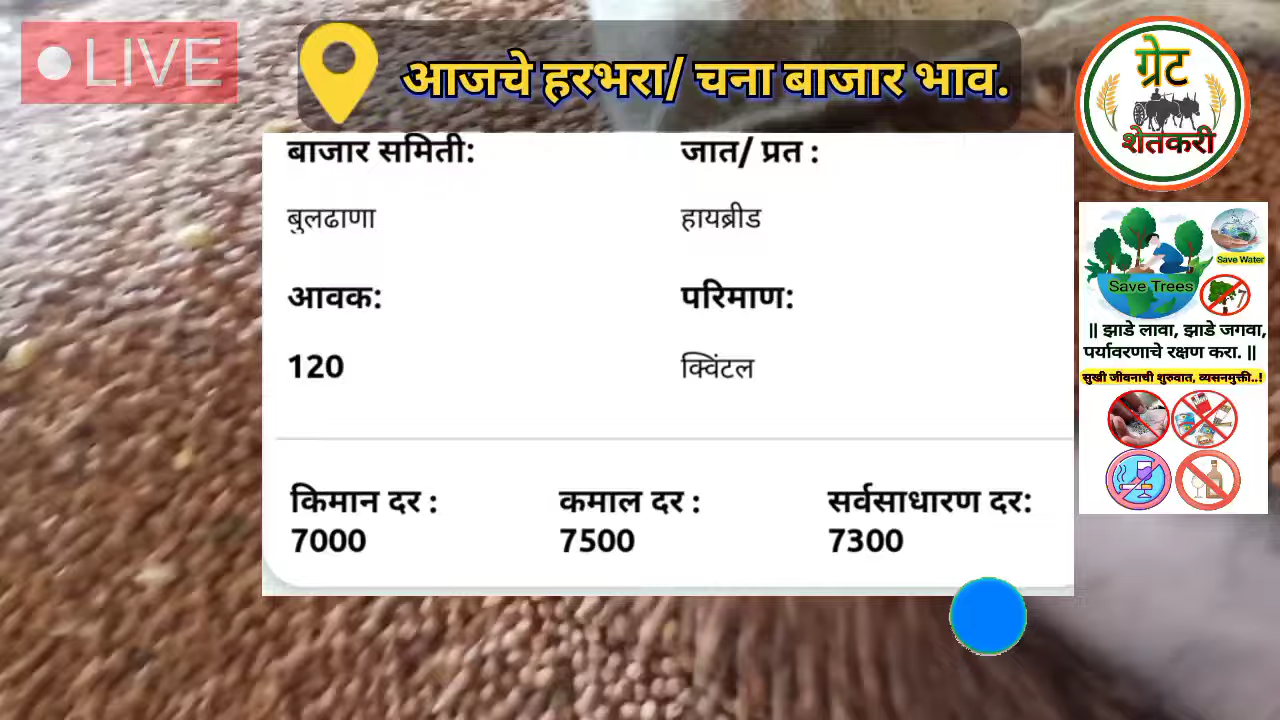 LIVE
आजचे हरभरा/ चना बाजार भाव.
ग्रेट
शेतकरी
बाजार समिती:
जात/ प्रत :
बुलढाणा
हायब्रीड
आवक:
परिमाण:
120
क्विंटल
किमान दर :
कमाल दर :
सर्वसाधारण दर:
7000
7500
7300
Save Water
Save Trees
|| झाडे लावा, झाडे जगवा,
पर्यावरणाचे रक्षण करा. ||
सुखी जीवनाची शुरुवात, व्यसनमुक्ती..!